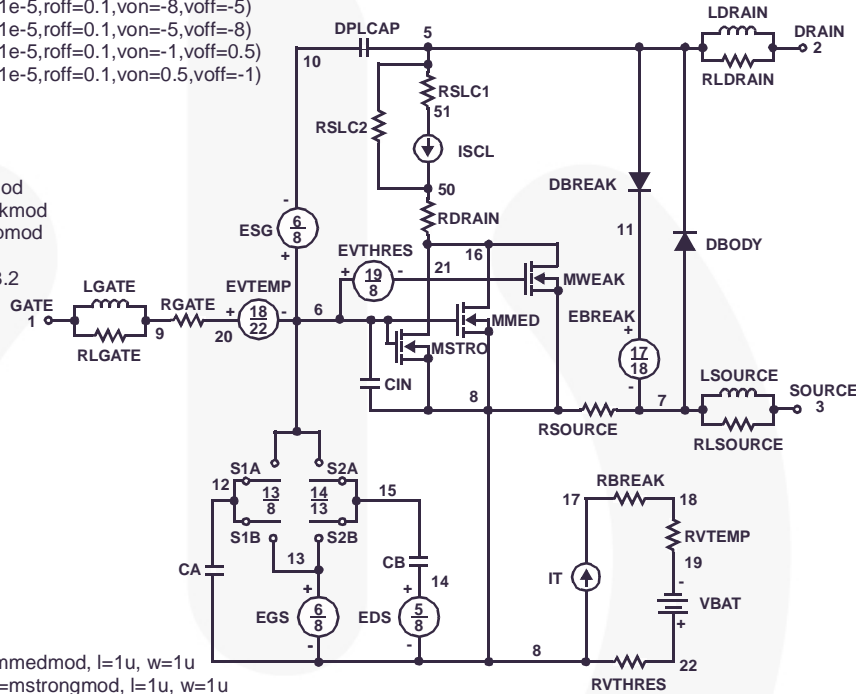 1e-5,roff=0.1,von=-8,voff=-5)
1e-5,roff=0.1,von=-5,voff=-8)
1e-5,roff=0.1,von=-1,voff=0.5)
1e-5,roff=0.1,von=0.5,voff=-1)
LDRAIN
DPLCAP 5 DRAIN
10 2
RLDRAIN
RSLC1
51
RSLC2
ISCL
od
kmod
omod
50
DBREAK
RDRAIN
11
DBODY
-
ESG 6/8
+
EVTHRES 16
+ 19/8 - 21
MWEAK
3.2
LGATE EVTEMP
GATE RGATE + 18/22 - 6
1 9 20
RLGATE
MMED
EBREAK +
17/18
-
MSTRO
CIN
LSOURCE
8 7 SOURCE
3
RSOURCE
RLSOURCE
S1A S2A
12 13/8 14/13 15
S1B S2B
13
CA CB 14
+ +
EGS 6/8 EDS 5/8
- -
RBREAK
17 18
RVTEMP
19
IT -
VBAT
+
8 22
RVTHRES
mmedmod, l=1u, w=1u
=mstrongmod, l=1u, w=1u